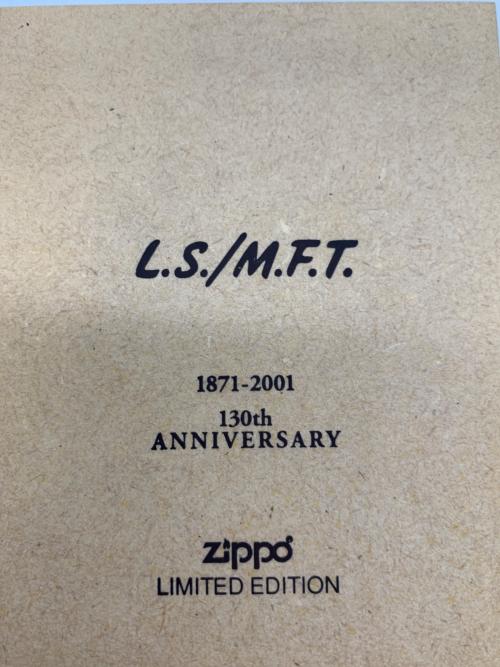 L.S./M.F.T.
1871-2001
130th
ANNIVERSARY
zippo
LIMITED EDITION